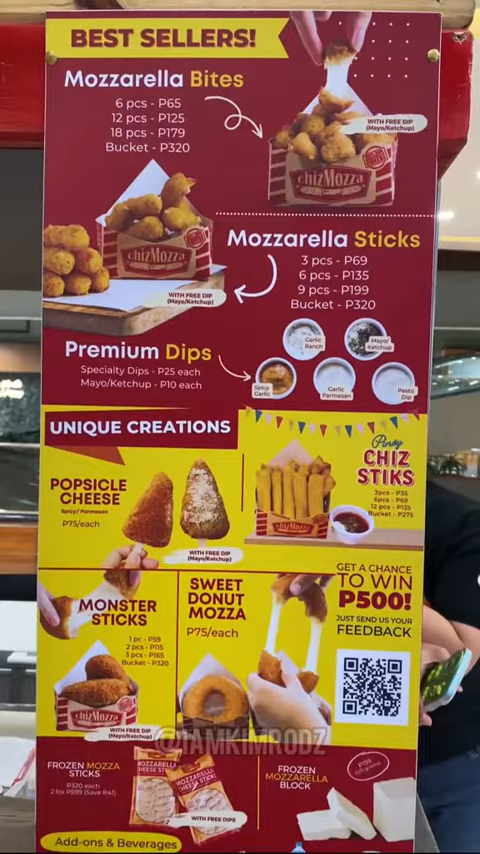 BEST SELLERS!
Mozzarella Bites
6 pcs - P65
12 pcs - P125
18 pcs - P179
Bucket - P320
WITH FREE DIP
(Mayo/Ketchup)
chizMozza
chizMozza
Mozzarella Sticks
3 pcs - P69
6 pcs - P135
9 pcs - P199
Bucket - P320
WITH FREE DIP
(Mayo/Ketchup)
Premium Dips
Specialty Dips - P25 each
Mayo/Ketchup - P10 each
Garlic
Ranch
Mayo/
Ketchup
Spicy
Garlic
Garlic
Parmesan
Pesto
Dip
UNIQUE CREATIONS
POPSICLE
CHEESE
Spicy/ Parmesan
P75/each
WITH FREE DIP
(Mayo/Ketchup)
Pinoy
CHIZ
STIKS
3pcs - P35
6pcs - P69
12 pcs - P135
Bucket - P275
chizMozza
MONSTER
STICKS
1 pc - P59
2 pcs - P115
3 pcs - P165
Bucket - P320
chizMozza
WITH FREE DIP
(Mayo/Ketchup)
SWEET
DONUT
MOZZA
P75/each
GET A CHANCE
TO WIN
P500!
JUST SEND US YOUR
FEEDBACK
@IAMKIMRODZ
FROZEN MOZZA
STICKS
P320 each
2 for P599 (Save P41)
MOZZARELLA
CHEESE STICKS
MOZZARELLA
CHEESE STICKS
WITH FREE DIPS
FROZEN
MOZZARELLA
BLOCK
Add-ons & Beverages